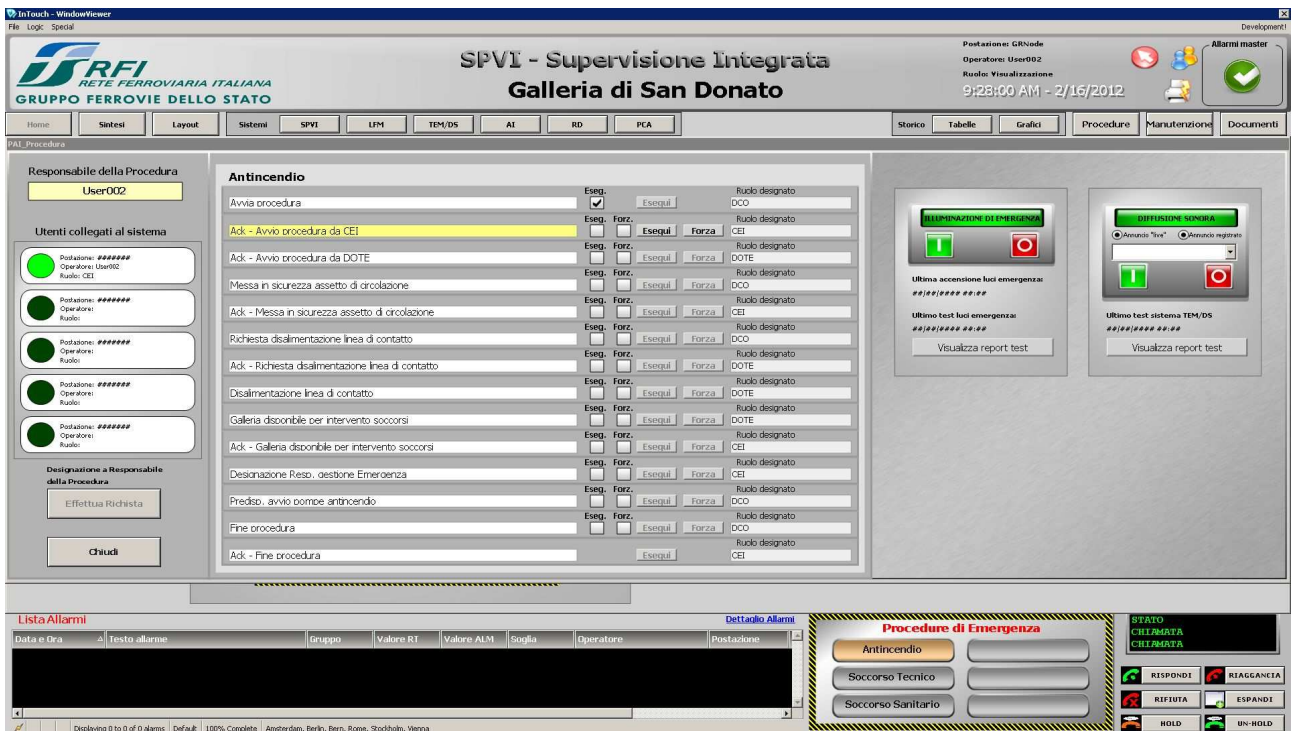 InTouch - WindowViewer
File Logic Special
Development!
RFI
RETE FERROVIARIA ITALIANA
GRUPPO FERROVIE DELLO STATO
SPVI - Supervisione Integrata
Galleria di San Donato
Postazione: GRNode
Operatore: User002
Ruolo: Visualizzazione
9:28:00 AM - 2/16/2012
Allarmi master
Home Sintesi Layout Sistemi SPVI LFM TEM/DS AI RD PCA Storico Tabelle Grafici Procedure Manutenzione Documenti
PAI_Procedura
Responsabile della Procedura
User002
Utenti collegati al sistema
Postazione: #######
Operatore: User002
Ruolo: CEI
Postazione: #######
Operatore:
Ruolo:
Postazione: #######
Operatore:
Ruolo:
Postazione: #######
Operatore:
Ruolo:
Postazione: #######
Operatore:
Ruolo:
Designazione a Responsabile
della Procedura
Effettua Richista
Chiudi
Antincendio
Eseg. Ruolo designato
Avvia procedura Esegui DCO
Eseg. Forz. Ruolo designato
Ack - Avvio procedura da CEI Esegui Forza CEI
Eseg. Forz. Ruolo designato
Ack - Avvio procedura da DOTE Esegui Forza DOTE
Eseg. Forz. Ruolo designato
Messa in sicurezza assetto di circolazione Esegui Forza DCO
Eseg. Forz. Ruolo designato
Ack - Messa in sicurezza assetto di circolazione Esegui Forza CEI
Eseg. Forz. Ruolo designato
Richiesta disalimentazione linea di contatto Esegui Forza DCO
Eseg. Forz. Ruolo designato
Ack - Richiesta disalimentazione linea di contatto Esegui Forza DOTE
Eseg. Forz. Ruolo designato
Disalimentazione linea di contatto Esegui Forza DOTE
Eseg. Forz. Ruolo designato
Galleria disponibile per intervento soccorsi Esegui Forza DOTE
Eseg. Forz. Ruolo designato
Ack - Galleria disponibile per intervento soccorsi Esegui Forza CEI
Eseg. Forz. Ruolo designato
Designazione Resp. gestione Emergenza Esegui Forza CEI
Eseg. Forz. Ruolo designato
Predisp. avvio pompe antincendio Esegui Forza DCO
Eseg. Forz. Ruolo designato
Fine procedura Esegui Forza DCO
Ruolo designato
Ack - Fine procedura Esegui CEI
ILLUMINAZIONE DI EMERGENZA
I O
Ultima accensione luci emergenza:
##/##/#### ##:##
Ultimo test luci emergenza:
##/##/#### ##:##
Visualizza report test
DIFFUSIONE SONORA
Annuncio "live" Annuncio registrato
I O
Ultimo test sistema TEM/DS
##/##/#### ##:##
Visualizza report test
Lista Allarmi
Dettaglio Allarmi
Data e Ora Testo allarme Gruppo Valore RT Valore ALM Soglia Operatore Postazione
Displaying 0 to 0 of 0 alarms Default 100% Complete Amsterdam, Berlin, Bern, Rome, Stockholm, Vienna
Procedure di Emergenza
Antincendio
Soccorso Tecnico
Soccorso Sanitario
STATO
CHIAMATA
CHIAMATA
RISPONDI RIAGGANCIA
RIFIUTA ESPANDI
HOLD UN-HOLD